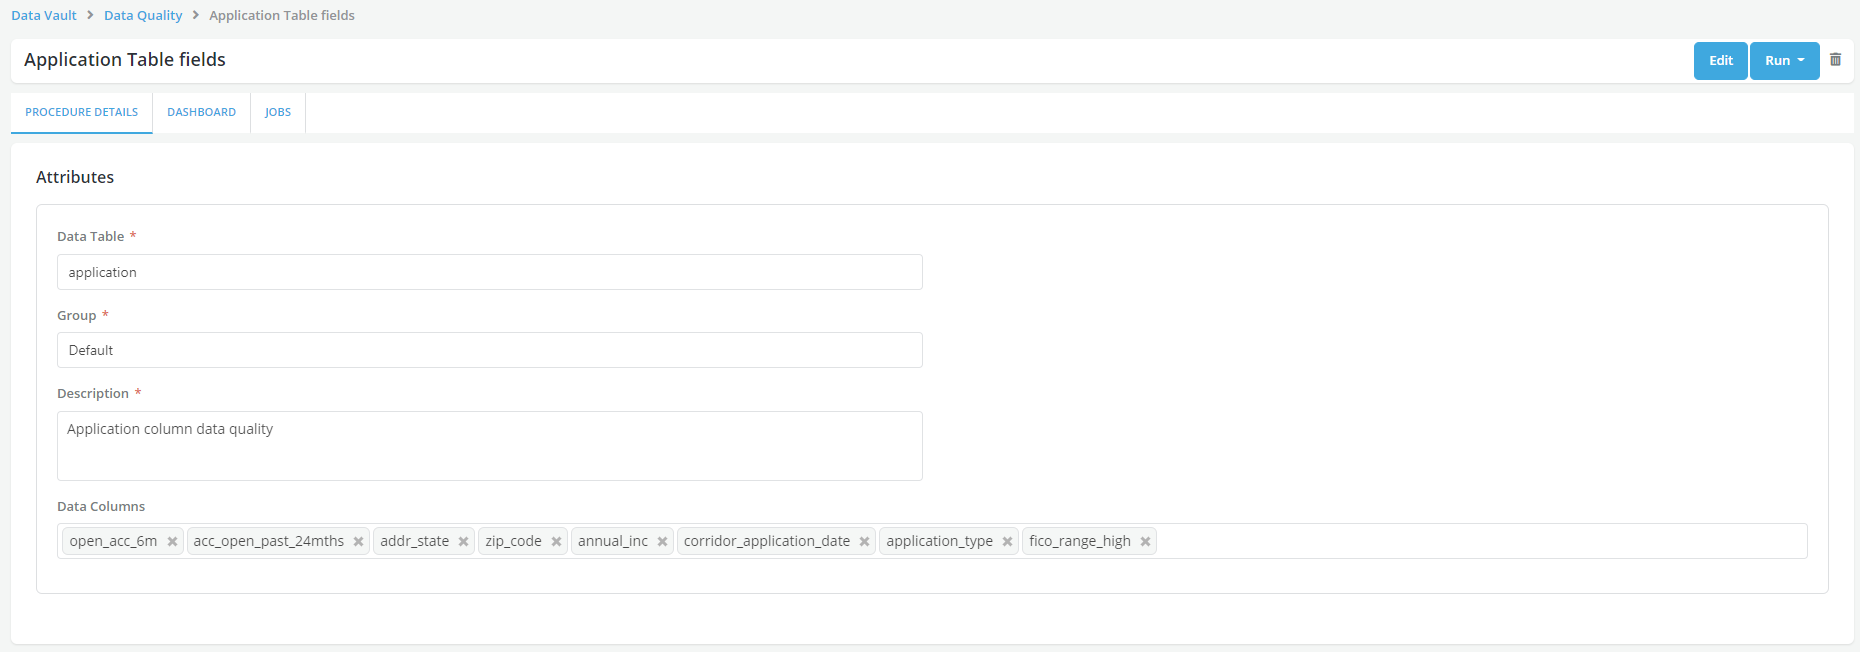 Data Vault > Data Quality > Application Table fields
Application Table fields
Edit
Run
PROCEDURE DETAILS
DASHBOARD
JOBS
Attributes
Data Table *
application
Group *
Default
Description *
Application column data quality
Data Columns
open_acc_6m × acc_open_past_24mths × addr_state × zip_code × annual_inc × corridor_application_date × application_type × fico_range_high ×